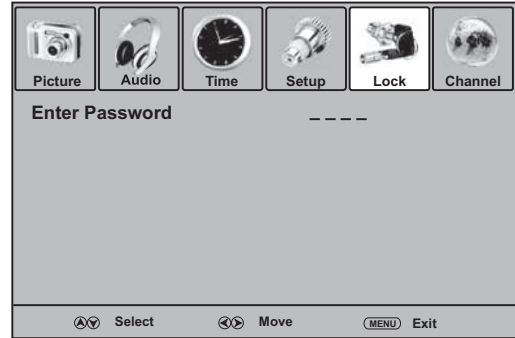 Picture Audio Time Setup Lock Channel
Enter Password _ _ _ _
Select Move MENU Exit